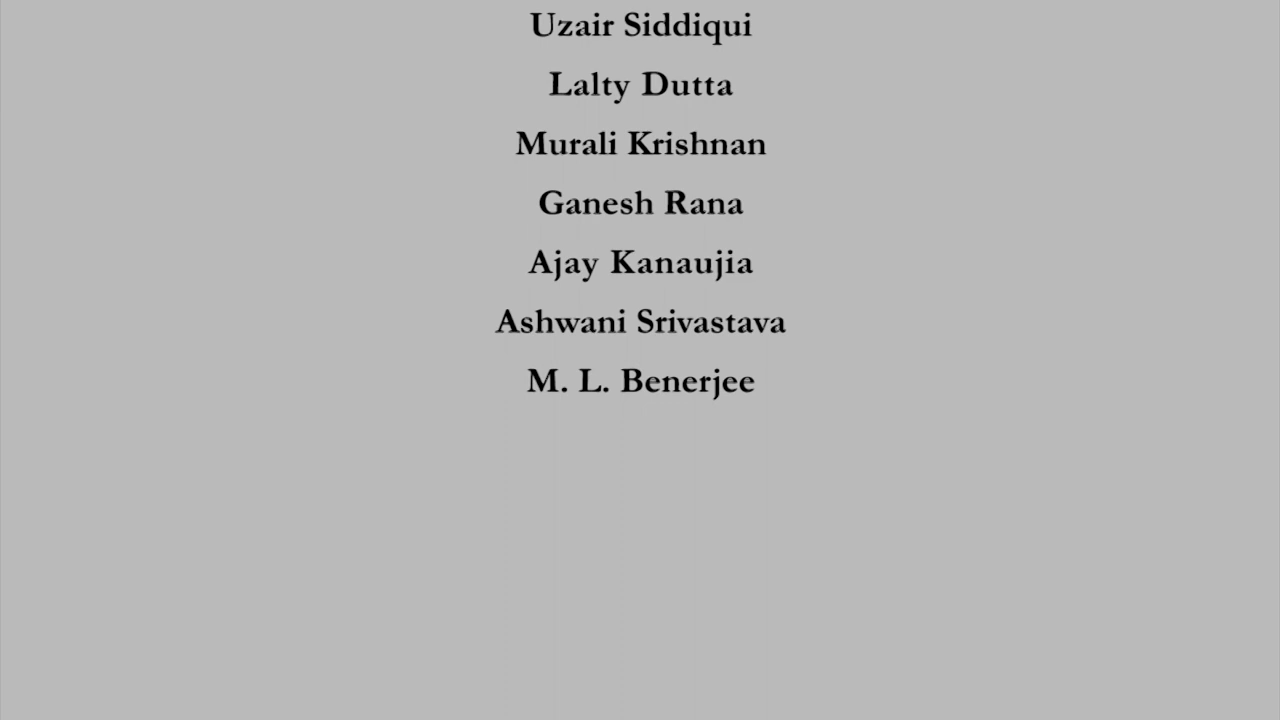 Uzair Siddiqui
Lalty Dutta
Murali Krishnan
Ganesh Rana
Ajay Kanaujia
Ashwani Srivastava
M. L. Benerjee